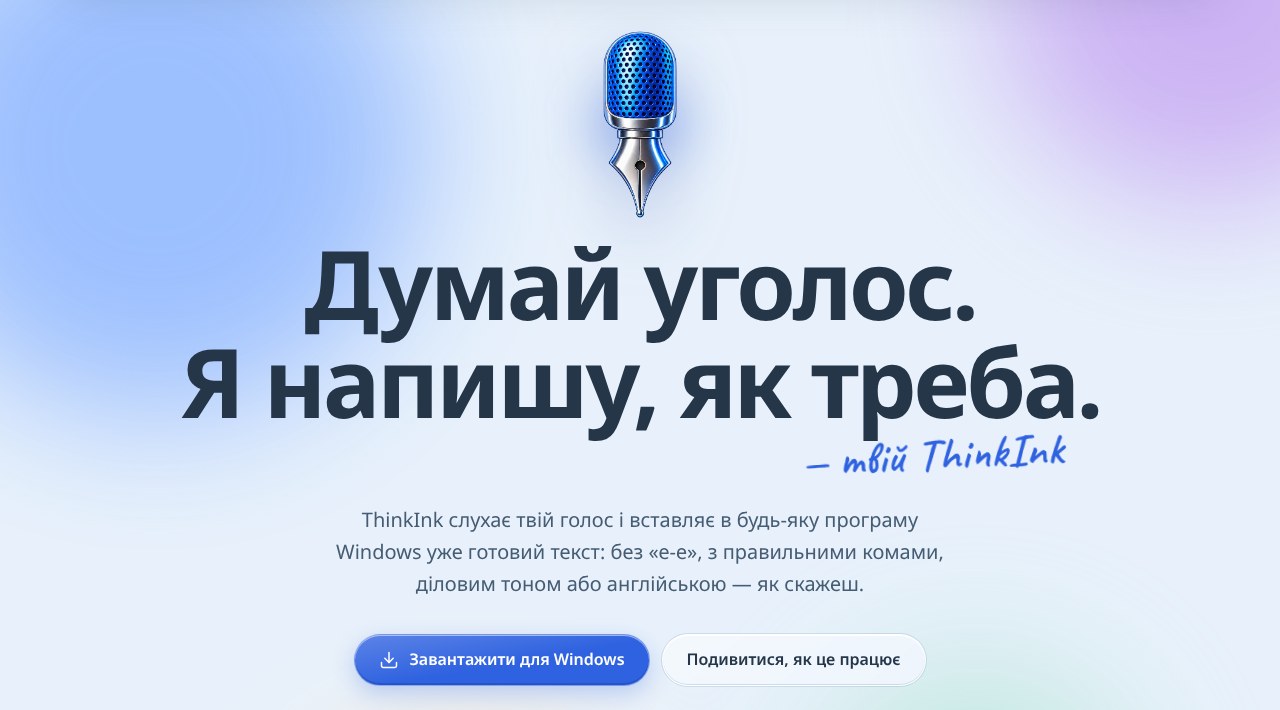 Думай уголос.
Я напишу, як треба.
— твій ThinkInk
ThinkInk слухає твій голос і вставляє в будь-яку програму
Windows уже готовий текст: без «е-е», з правильними комами,
діловим тоном або англійською — як скажеш.
Завантажити для Windows
Подивитися, як це працює